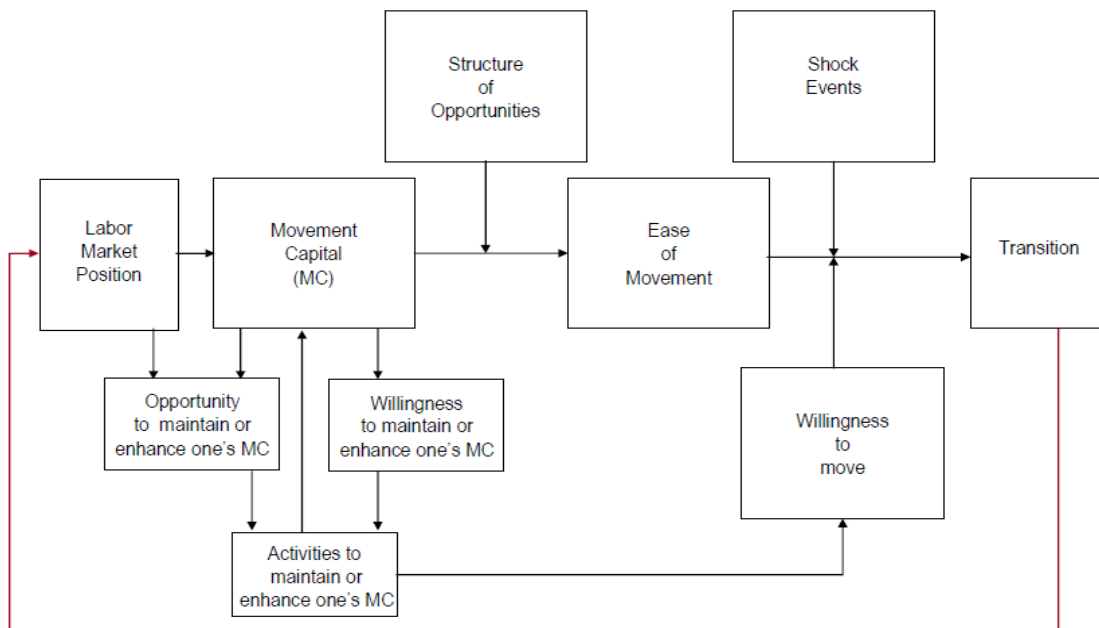 Structure
of
Opportunities
Shock
Events
Labor
Market
Position
Movement
Capital
(MC)
Ease
of
Movement
Transition
Opportunity
to maintain or
enhance one's MC
Willingness
to maintain or
enhance one's MC
Willingness
to
move
Activities to
maintain or
enhance one's MC